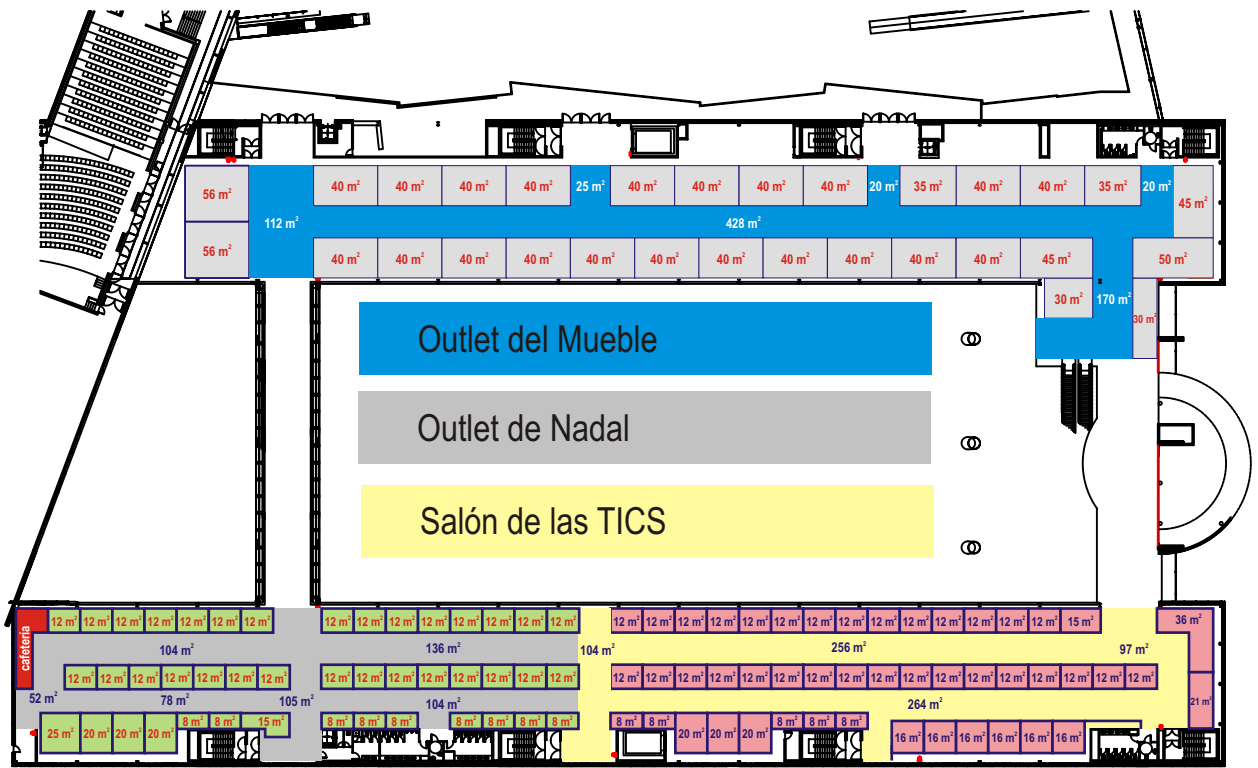 56 m²  40 m²  40 m²  40 m²  40 m²  25 m²  40 m²  40 m²  40 m²  40 m²  20 m²  35 m²  40 m²  40 m²  35 m²  20 m²  45 m²
112 m²  428 m²
56 m²  40 m²  40 m²  40 m²  40 m²  40 m²  40 m²  40 m²  40 m²  40 m²  40 m²  40 m²  45 m²  50 m²
30 m²  170 m²  30 m²
Outlet del Mueble
Outlet de Nadal
Salón de las TICS
cafetería
12 m²  12 m²  12 m²  12 m²  12 m²  12 m²  12 m²  12 m²  12 m²  12 m²  12 m²  12 m²  12 m²  12 m²  12 m²  12 m²  12 m²  12 m²  12 m²  12 m²  12 m²  12 m²  12 m²  12 m²  12 m²  12 m²  12 m²  12 m²  12 m²  15 m²  36 m²
104 m²  136 m²  104 m²  256 m²  97 m²
12 m²  12 m²  12 m²  12 m²  12 m²  12 m²  12 m²  12 m²  12 m²  12 m²  12 m²  12 m²  12 m²  12 m²  12 m²  12 m²  12 m²  12 m²  12 m²  12 m²  12 m²  12 m²  12 m²  12 m²  12 m²  12 m²  12 m²  12 m²  12 m²  12 m²  12 m²  12 m²
52 m²  78 m²  105 m²  104 m²  264 m²  21 m²
25 m²  20 m²  20 m²  20 m²  8 m²  8 m²  15 m²  8 m²  8 m²  8 m²  8 m²  8 m²  8 m²  8 m²  8 m²  8 m²  20 m²  20 m²  20 m²  8 m²  8 m²  8 m²  16 m²  16 m²  16 m²  16 m²  16 m²  16 m²